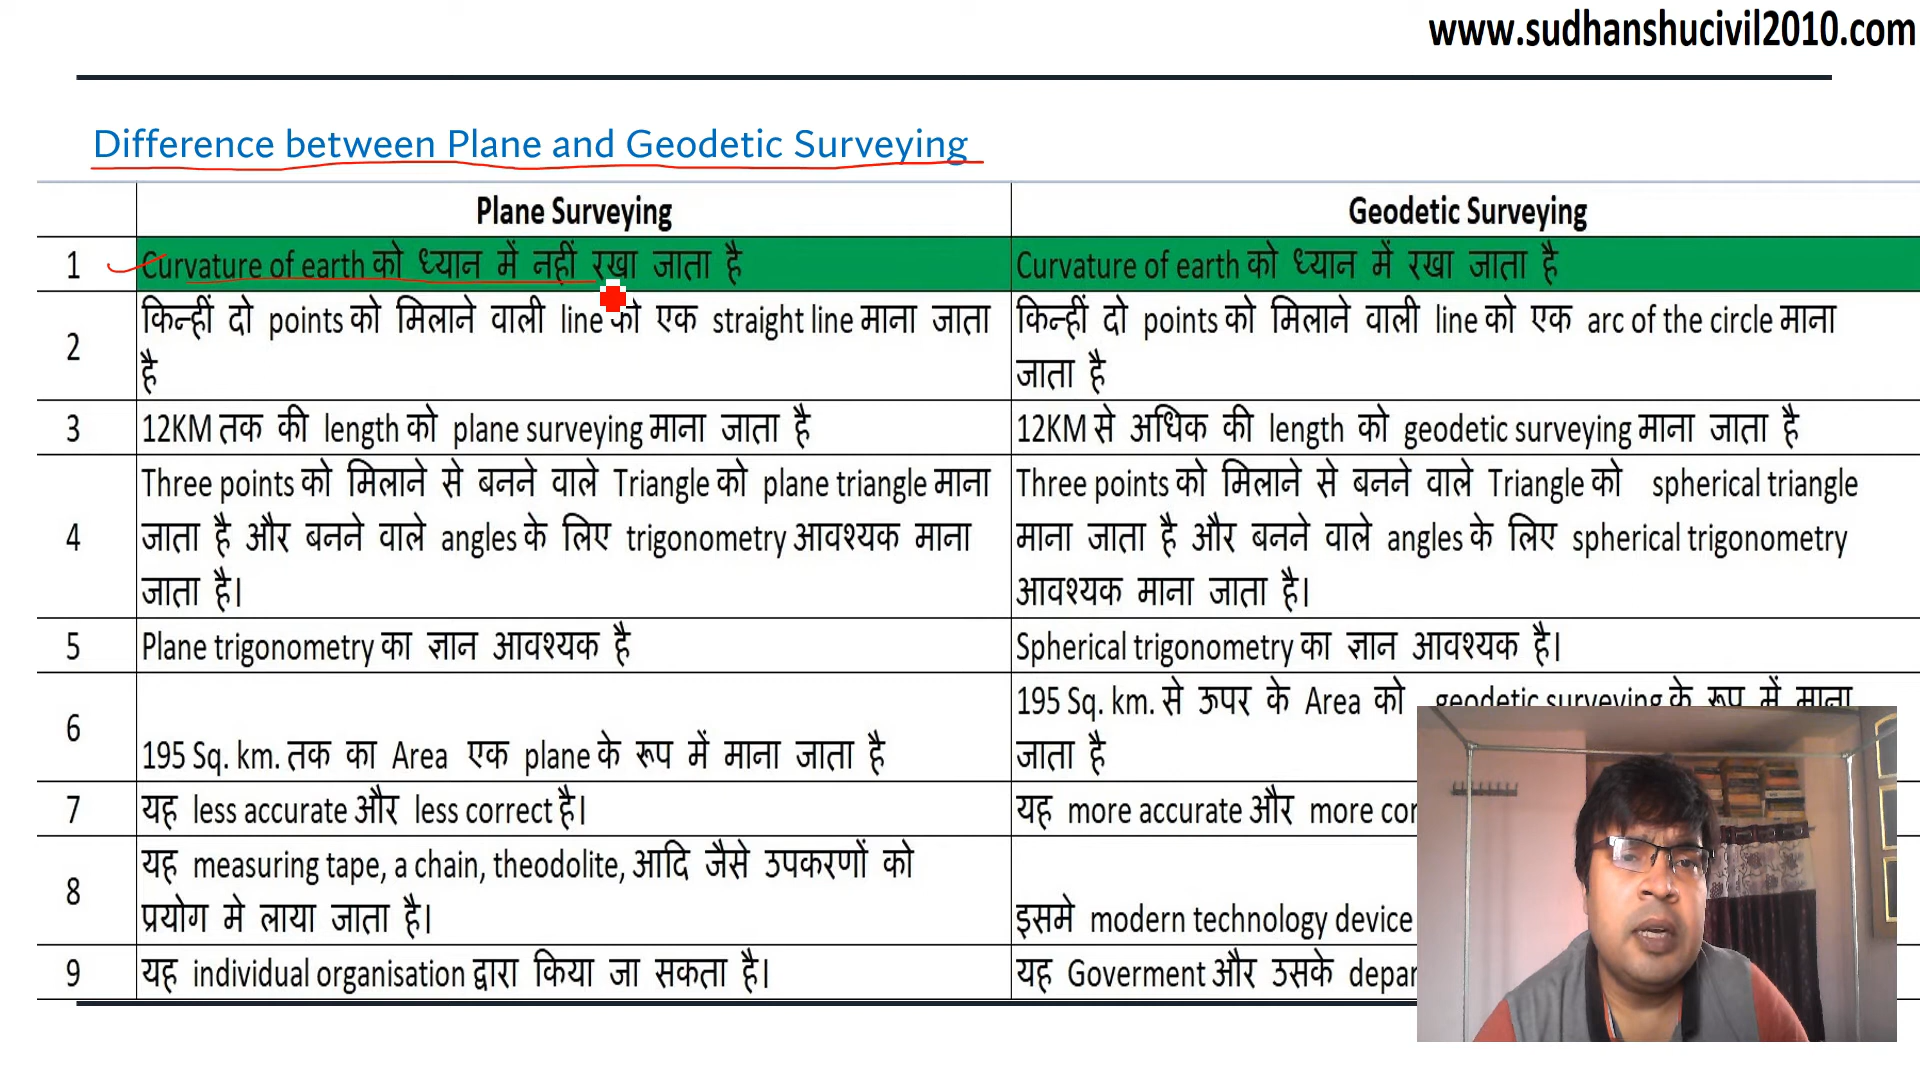 www.sudhanshucivil2010.com
Difference between Plane and Geodetic Surveying
Plane Surveying
Geodetic Surveying
1
Curvature of earth को ध्यान में नहीं रखा जाता है
Curvature of earth को ध्यान में रखा जाता है
2
किन्हीं दो points को मिलाने वाली line को एक straight line माना जाता
है
किन्हीं दो points को मिलाने वाली line को एक arc of the circle माना
जाता है
3
12KM तक की length को plane surveying माना जाता है
12KM से अधिक की length को geodetic surveying माना जाता है
4
Three points को मिलाने से बनने वाले Triangle को plane triangle माना
जाता है और बनने वाले angles के लिए trigonometry आवश्यक माना
जाता है।
Three points को मिलाने से बनने वाले Triangle को spherical triangle
माना जाता है और बनने वाले angles के लिए spherical trigonometry
आवश्यक माना जाता है।
5
Plane trigonometry का ज्ञान आवश्यक है
Spherical trigonometry का ज्ञान आवश्यक है।
6
195 Sq. km. तक का Area एक plane के रूप में माना जाता है
195 Sq. km. से ऊपर के Area को geodetic surveying के रूप में माना
जाता है
7
यह less accurate और less correct है।
यह more accurate और more cor
8
यह measuring tape, a chain, theodolite, आदि जैसे उपकरणों को
प्रयोग मे लाया जाता है।
इसमे modern technology device
9
यह individual organisation द्वारा किया जा सकता है।
यह Goverment और उसके depar